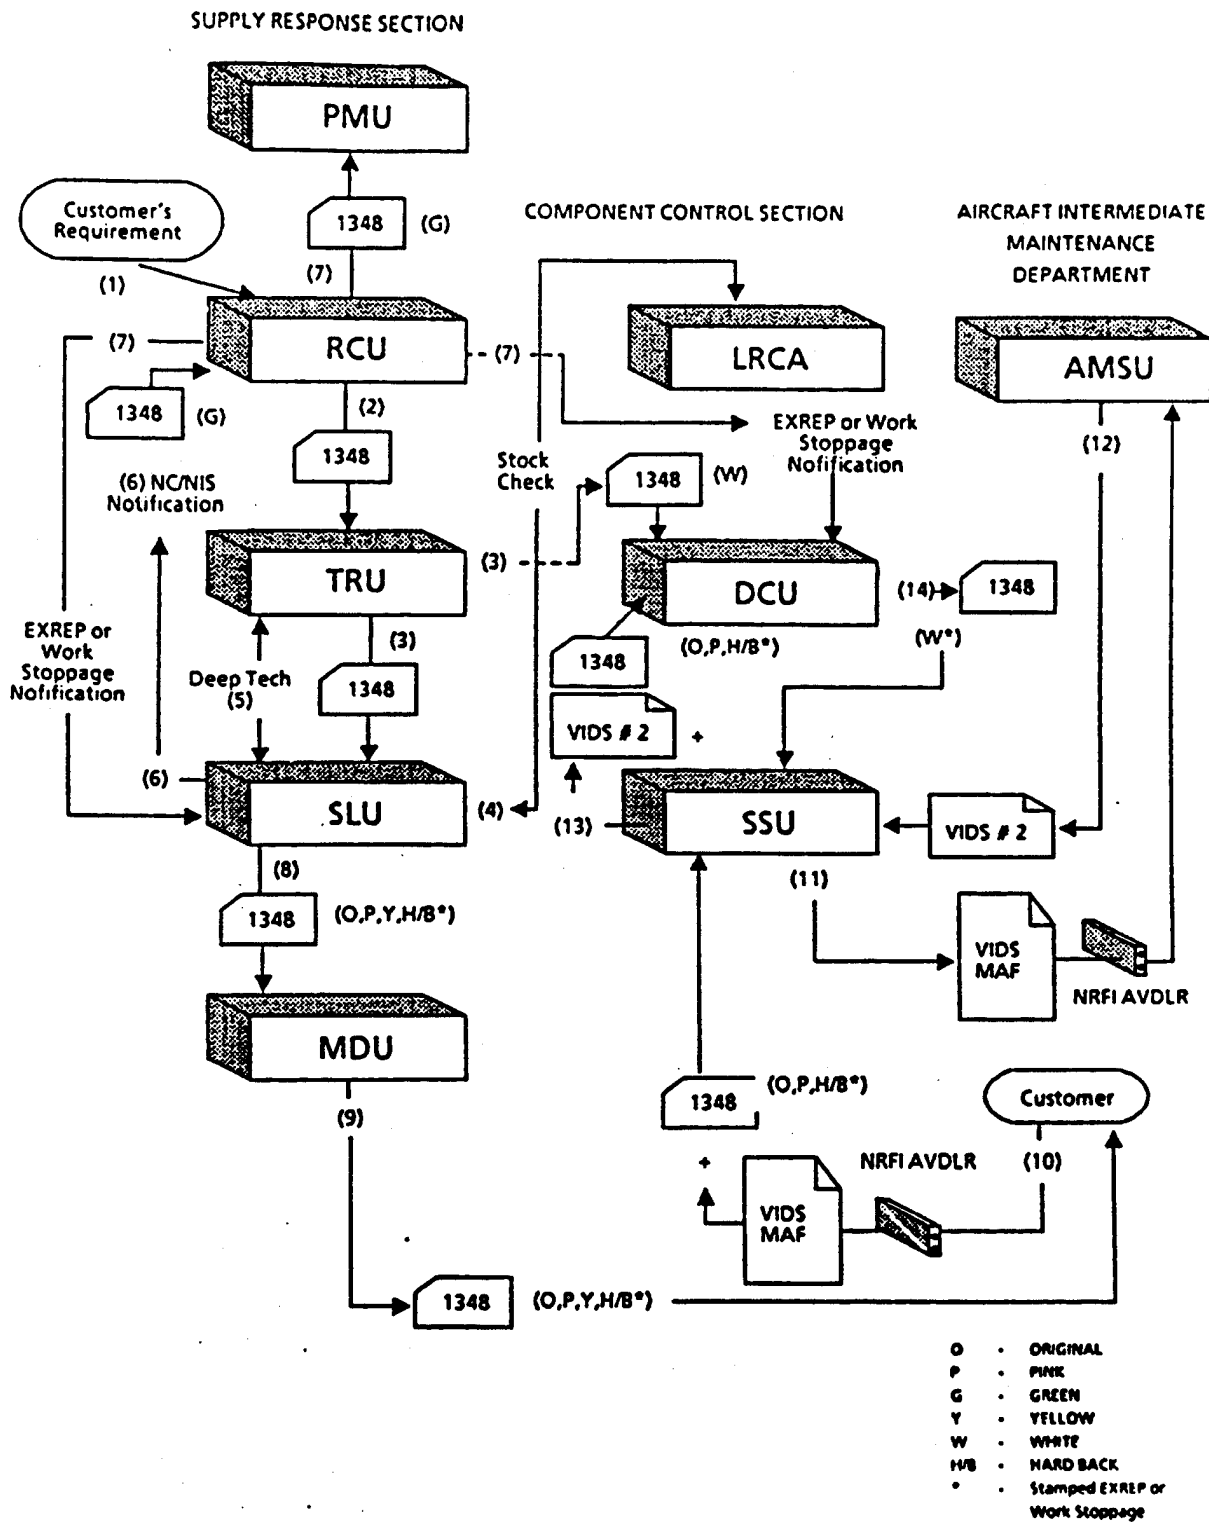 SUPPLY RESPONSE SECTION
PMU
1348
(G)
Customer's
Requirement
(1)
(7)
COMPONENT CONTROL SECTION
AIRCRAFT INTERMEDIATE
MAINTENANCE
DEPARTMENT
(7)
RCU
(7)
LRCA
AMSU
1348
(G)
(2)
1348
EXREP or Work
Stoppage
Nofification
(12)
Stock
Check
1348
(W)
(6) NC/NIS
Notification
TRU
(3)
DCU
(14)
1348
(W*)
(3)
1348
(O,P,H/B*)
1348
EXREP or
Work
Stoppage
Nofification
Deep Tech
(5)
VIDS # 2
+
(6)
SLU
(4)
(13)
SSU
VIDS # 2
(8)
(11)
1348
(O,P,Y,H/B*)
VIDS
MAF
NRFI AVDLR
MDU
(9)
1348
(O,P,H/B*)
Customer
+
VIDS
MAF
NRFI AVDLR
(10)
1348
(O,P,Y,H/B*)
O - ORIGINAL
P - PINK
G - GREEN
Y - YELLOW
W - WHITE
H/B - HARD BACK
* - Stamped EXREP or
Work Stoppage